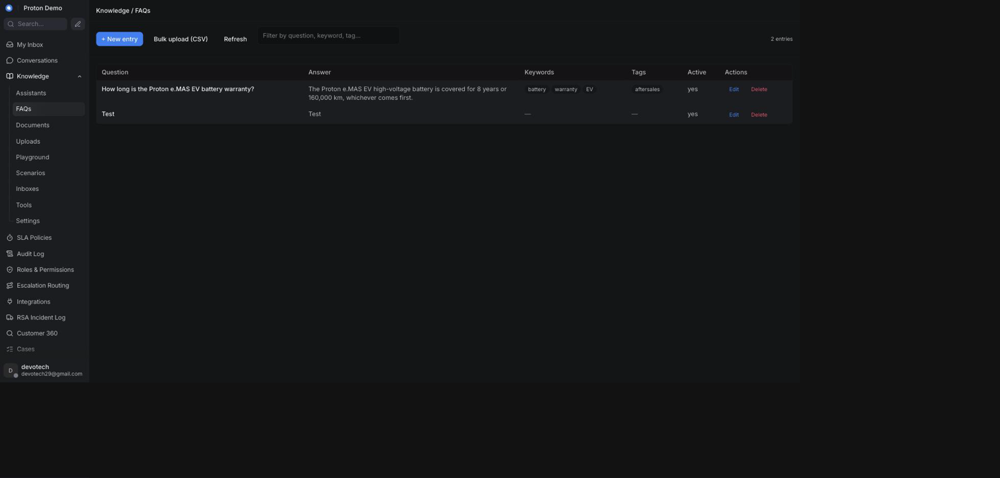 Proton Demo
Search...
My Inbox
Conversations
Knowledge
Assistants
FAQs
Documents
Uploads
Playground
Scenarios
Inboxes
Tools
Settings
SLA Policies
Audit Log
Roles & Permissions
Escalation Routing
Integrations
RSA Incident Log
Customer 360
Cases
D
devotech
devotech29@gmail.com
Knowledge / FAQs
+ New entry Bulk upload (CSV) Refresh Filter by question, keyword, tag... 2 entries
Question Answer Keywords Tags Active Actions
How long is the Proton e.MAS EV battery warranty? The Proton e.MAS EV high-voltage battery is covered for 8 years or battery warranty EV aftersales yes Edit Delete
160,000 km, whichever comes first.
Test Test — — yes Edit Delete